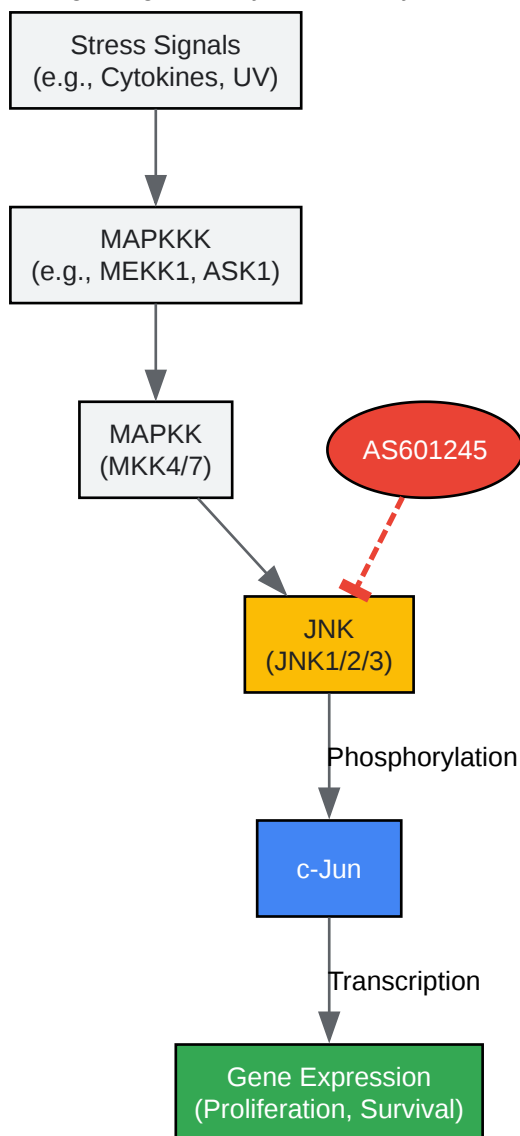 Stress Signals
(e.g., Cytokines, UV)
MAPKKK
(e.g., MEKK1, ASK1)
MAPKK
(MKK4/7)
AS601245
JNK
(JNK1/2/3)
Phosphorylation
c-Jun
Transcription
Gene Expression
(Proliferation, Survival)